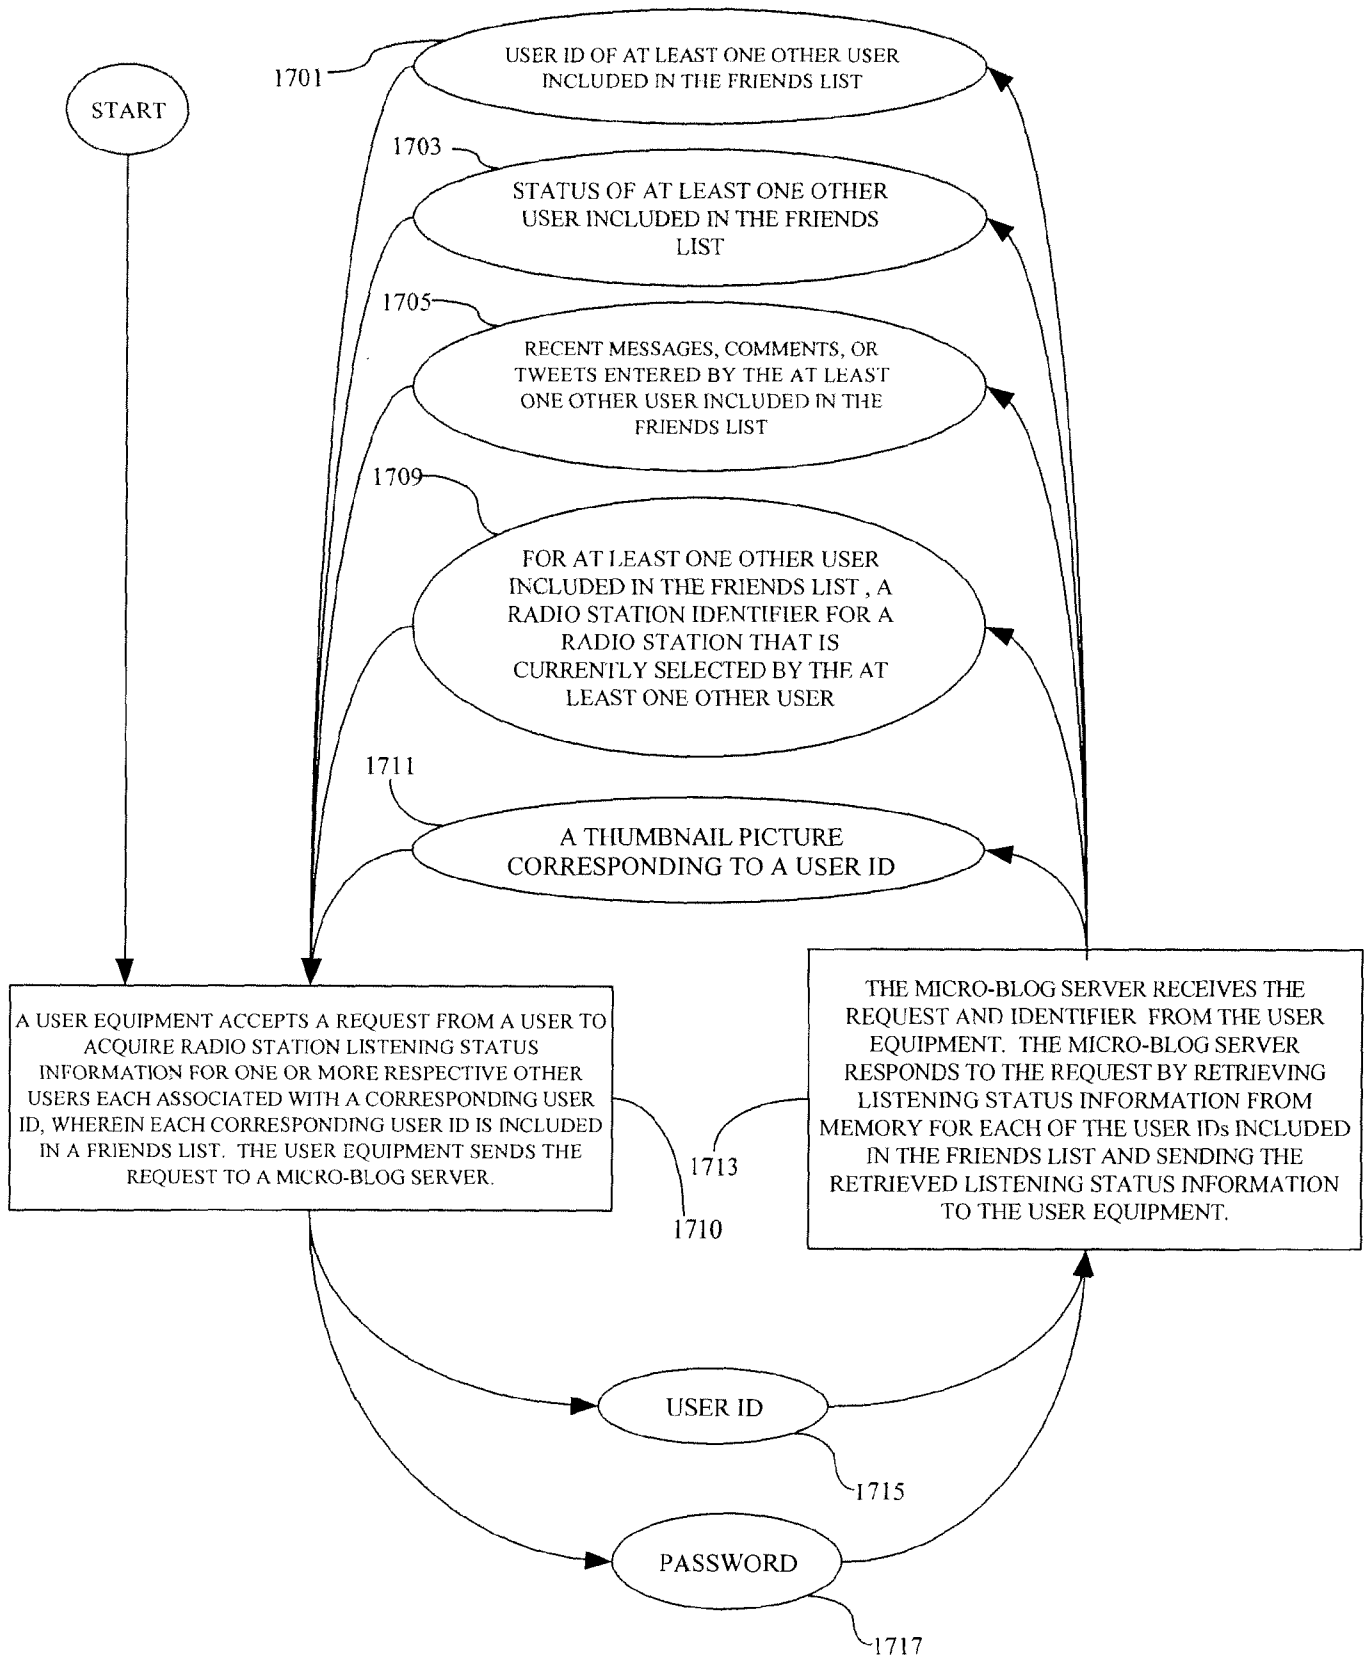 1701
USER ID OF AT LEAST ONE OTHER USER
INCLUDED IN THE FRIENDS LIST
START
1703
STATUS OF AT LEAST ONE OTHER
USER INCLUDED IN THE FRIENDS
LIST
1705
RECENT MESSAGES, COMMENTS, OR
TWEETS ENTERED BY THE AT LEAST
ONE OTHER USER INCLUDED IN THE
FRIENDS LIST
1709
FOR AT LEAST ONE OTHER USER
INCLUDED IN THE FRIENDS LIST , A
RADIO STATION IDENTIFIER FOR A
RADIO STATION THAT IS
CURRENTLY SELECTED BY THE AT
LEAST ONE OTHER USER
1711
A THUMBNAIL PICTURE
CORRESPONDING TO A USER ID
A USER EQUIPMENT ACCEPTS A REQUEST FROM A USER TO
ACQUIRE RADIO STATION LISTENING STATUS
INFORMATION FOR ONE OR MORE RESPECTIVE OTHER
USERS EACH ASSOCIATED WITH A CORRESPONDING USER
ID, WHEREIN EACH CORRESPONDING USER ID IS INCLUDED
IN A FRIENDS LIST. THE USER EQUIPMENT SENDS THE
REQUEST TO A MICRO-BLOG SERVER.
1710
THE MICRO-BLOG SERVER RECEIVES THE
REQUEST AND IDENTIFIER FROM THE USER
EQUIPMENT. THE MICRO-BLOG SERVER
RESPONDS TO THE REQUEST BY RETRIEVING
LISTENING STATUS INFORMATION FROM
MEMORY FOR EACH OF THE USER IDs INCLUDED
IN THE FRIENDS LIST AND SENDING THE
RETRIEVED LISTENING STATUS INFORMATION
TO THE USER EQUIPMENT.
1713
USER ID
1715
PASSWORD
1717